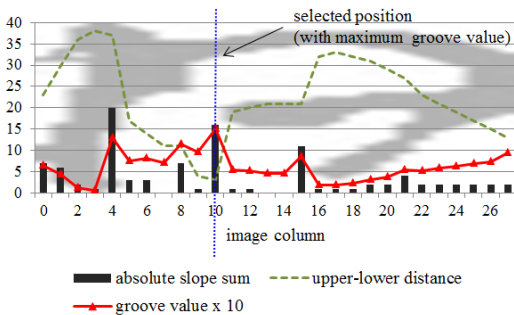 selected position
(with maximum groove value)
40
35
30
25
20
15
10
5
0
0 2 4 6 8 10 12 14 16 18 20 22 24 26
image column
absolute slope sum upper-lower distance
groove value x 10